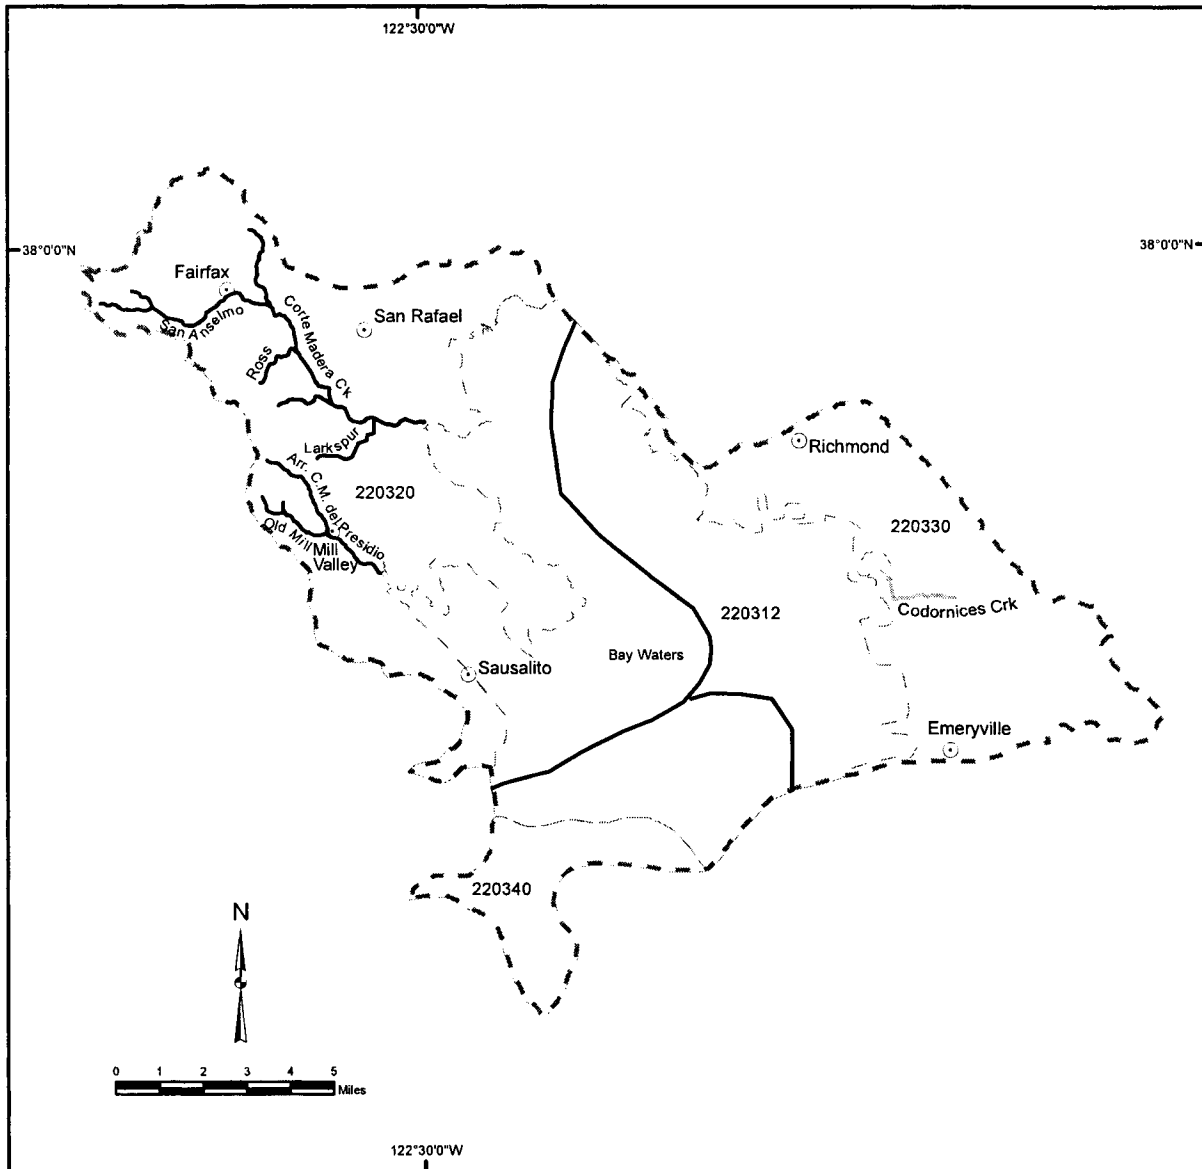 122°30'0"W
38°0'0"N
38°0'0"N
Fairfax
San Anselmo
Corte Madera Ck
San Rafael
Ross
Larkspur
Richmond
Arr. C.M. del Presidio
220320
Old Mill
Mill
Valley
220330
Codornices Crk
220312
Bay Waters
Sausalito
Emeryville
220340
N
0 1 2 3 4 5
Miles
122°30'0"W